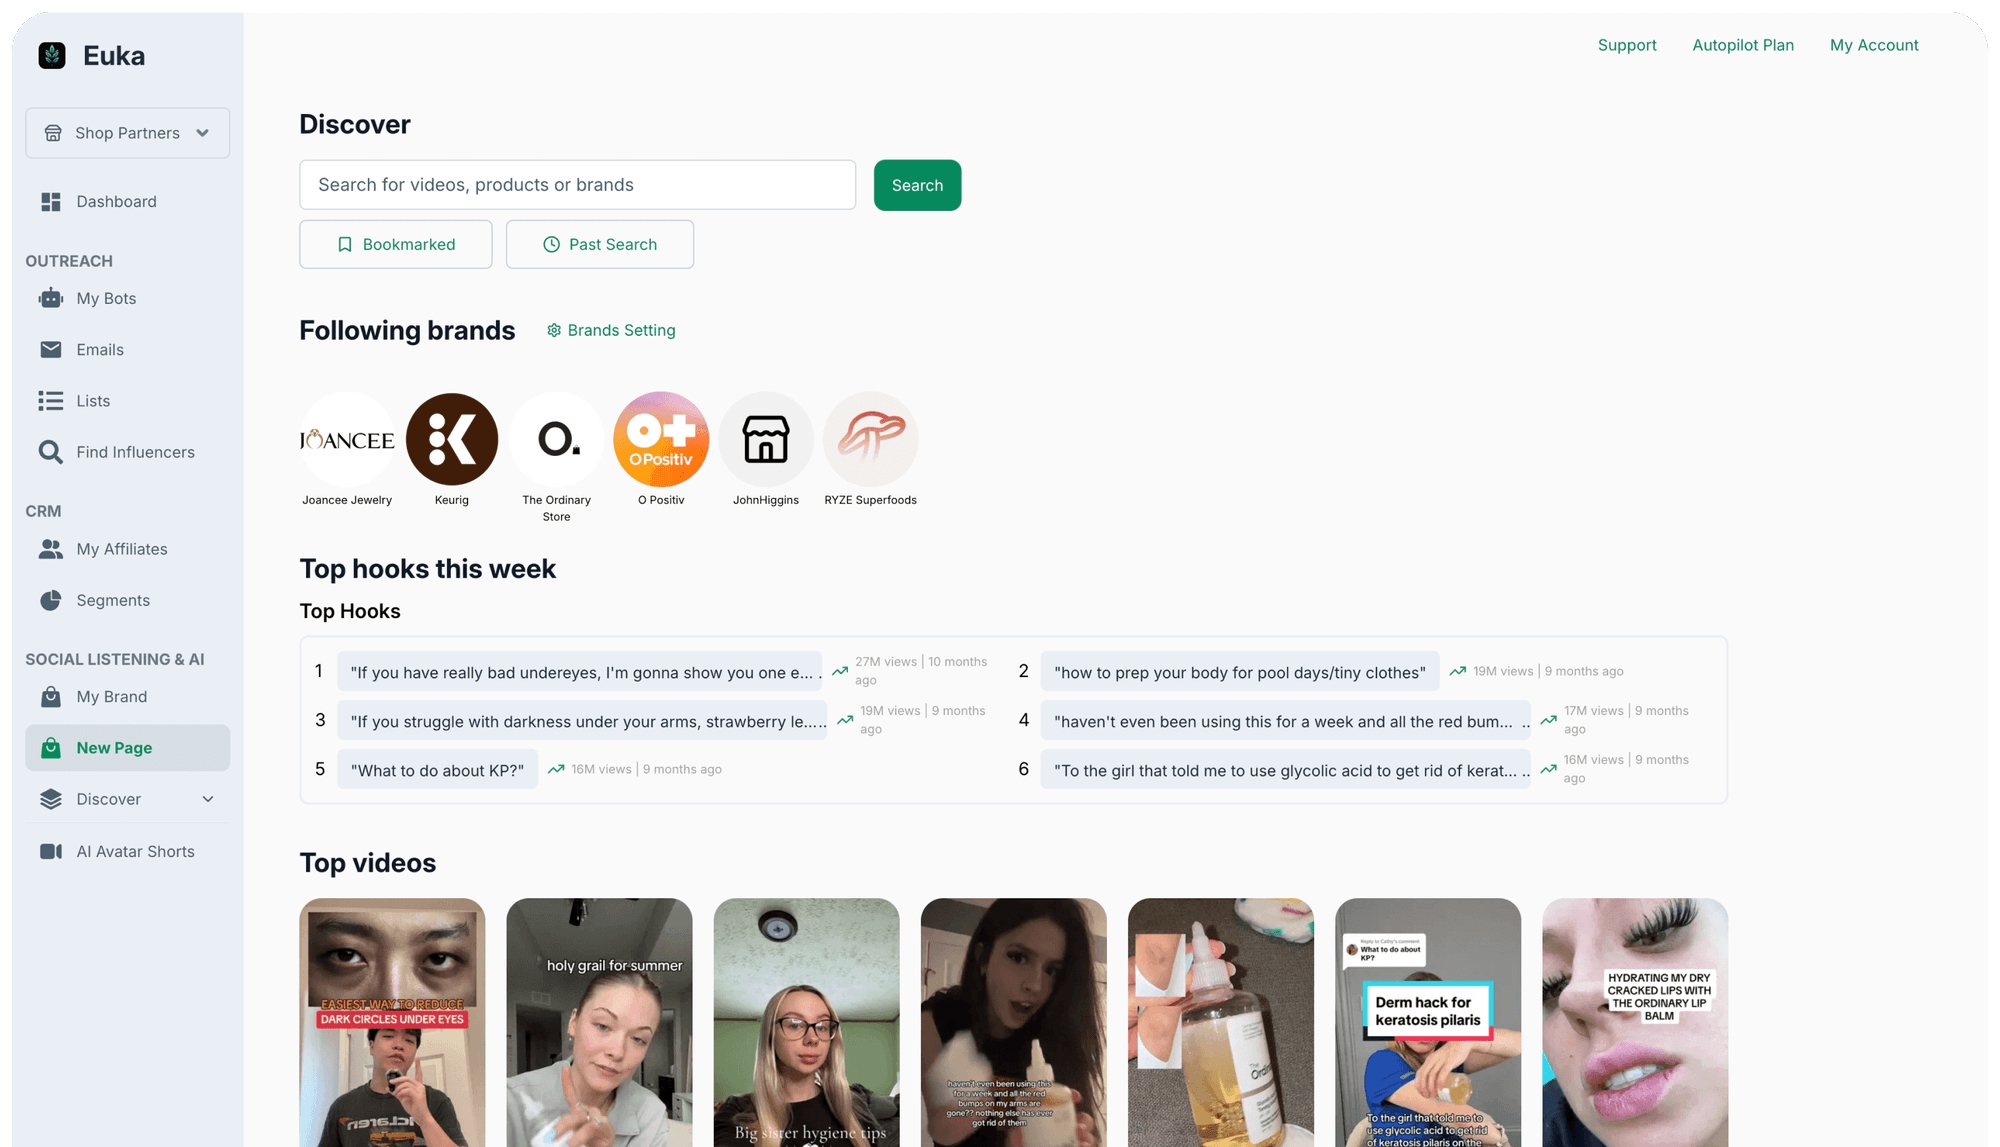 Euka
Support
Autopilot Plan
My Account
Shop Partners
Dashboard
OUTREACH
My Bots
Emails
Lists
Find Influencers
CRM
My Affiliates
Segments
SOCIAL LISTENING & AI
My Brand
New Page
Discover
AI Avatar Shorts
Discover
Search for videos, products or brands
Search
Bookmarked
Past Search
Following brands
Brands Setting
JOANCEE
K
O.
O+
O Positiv
Joancee Jewelry
Keurig
The Ordinary
Store
O Positiv
JohnHiggins
RYZE Superfoods
Top hooks this week
Top Hooks
1 "If you have really bad undereyes, I'm gonna show you one e... . 27M views | 10 months
ago
2 "how to prep your body for pool days/tiny clothes" 19M views | 9 months ago
3 "If you struggle with darkness under your arms, strawberry le..... 19M views | 9 months
ago
4 "haven't even been using this for a week and all the red bum... .. 17M views | 9 months
ago
5 "What to do about KP?" 16M views | 9 months ago
6 "To the girl that told me to use glycolic acid to get rid of kerat... .. 16M views | 9 months
ago
Top videos
EASIEST WAY TO REDUCE
DARK CIRCLES UNDER EYES
holy grail for summer
Big sister hygiene tips
haven't even been using this
for a week and all the red
bumps on my arms are
gone?? nothing else has ever
got rid of them
The
Ordin
Reply to Cathy's comment
What to do about
KP?
Derm hack for
keratosis pilaris
To the girl that told me to
use glycolic acid to get rid
of keratosis pilaris on the
HYDRATING MY DRY
CRACKED LIPS WITH
THE ORDINARY LIP
BALM